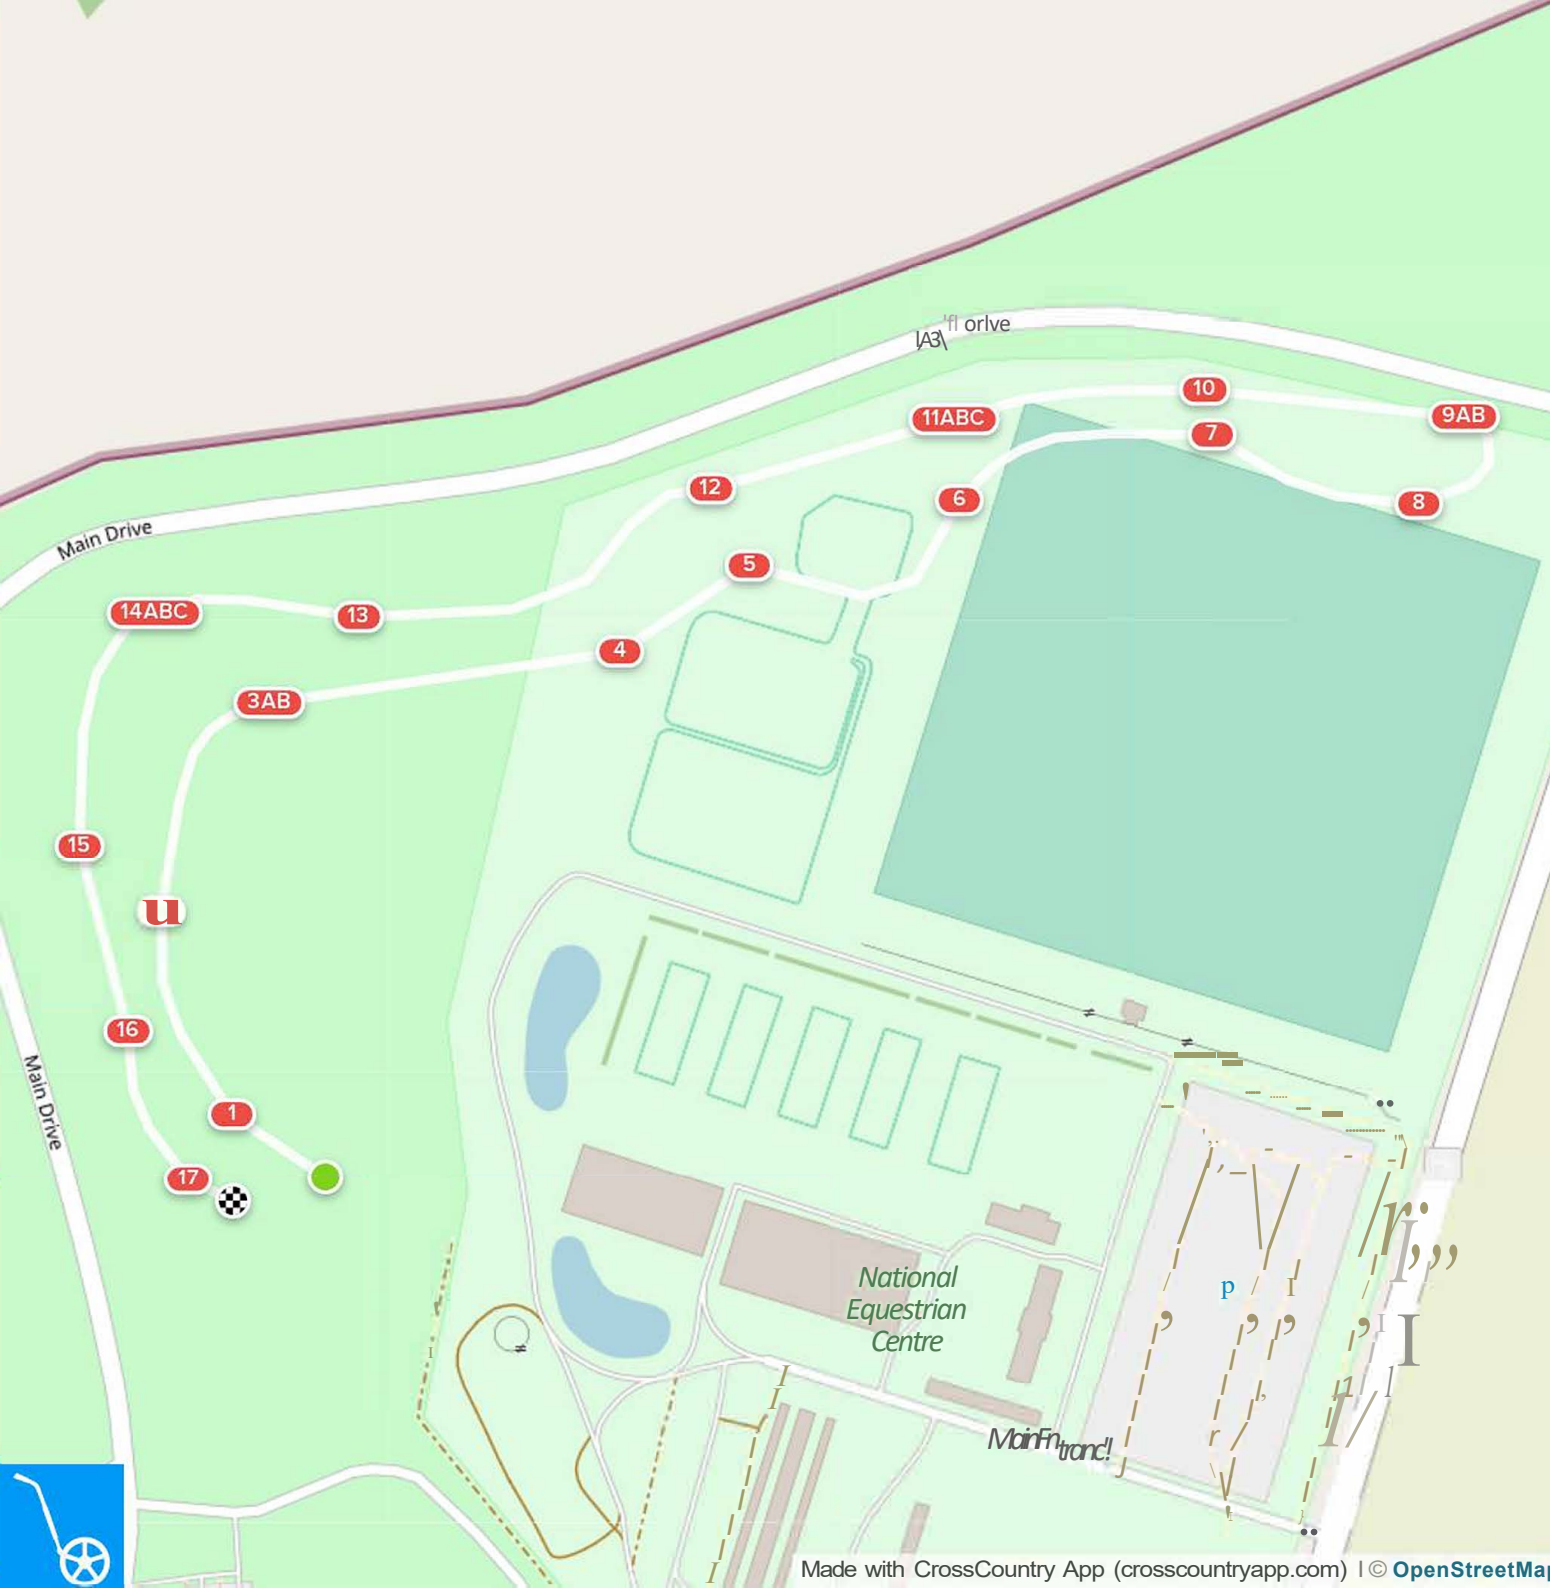 orlve
10
11ABC
9AB
7
12
6
8
Main Drive
5
14ABC
13
4
3AB
15
u
16
Main Drive
1
17
p
National
Equestrian
Centre
Made with CrossCountry App (crosscountryapp.com) | © OpenStreetMap